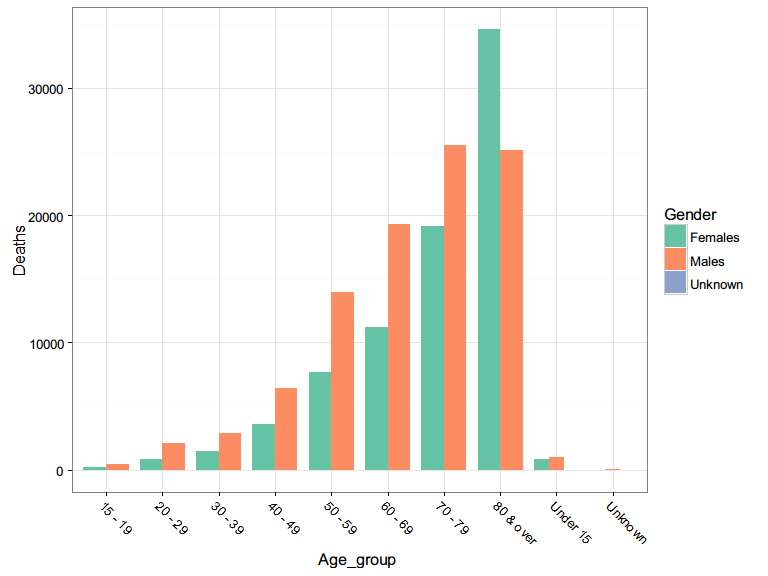 30000
20000
10000
0
Deaths
15 - 19
20 - 29
30 - 39
40 - 49
50 - 59
60 - 69
70 - 79
80 & over
Under 15
Unknown
Age_group
Gender
Females
Males
Unknown